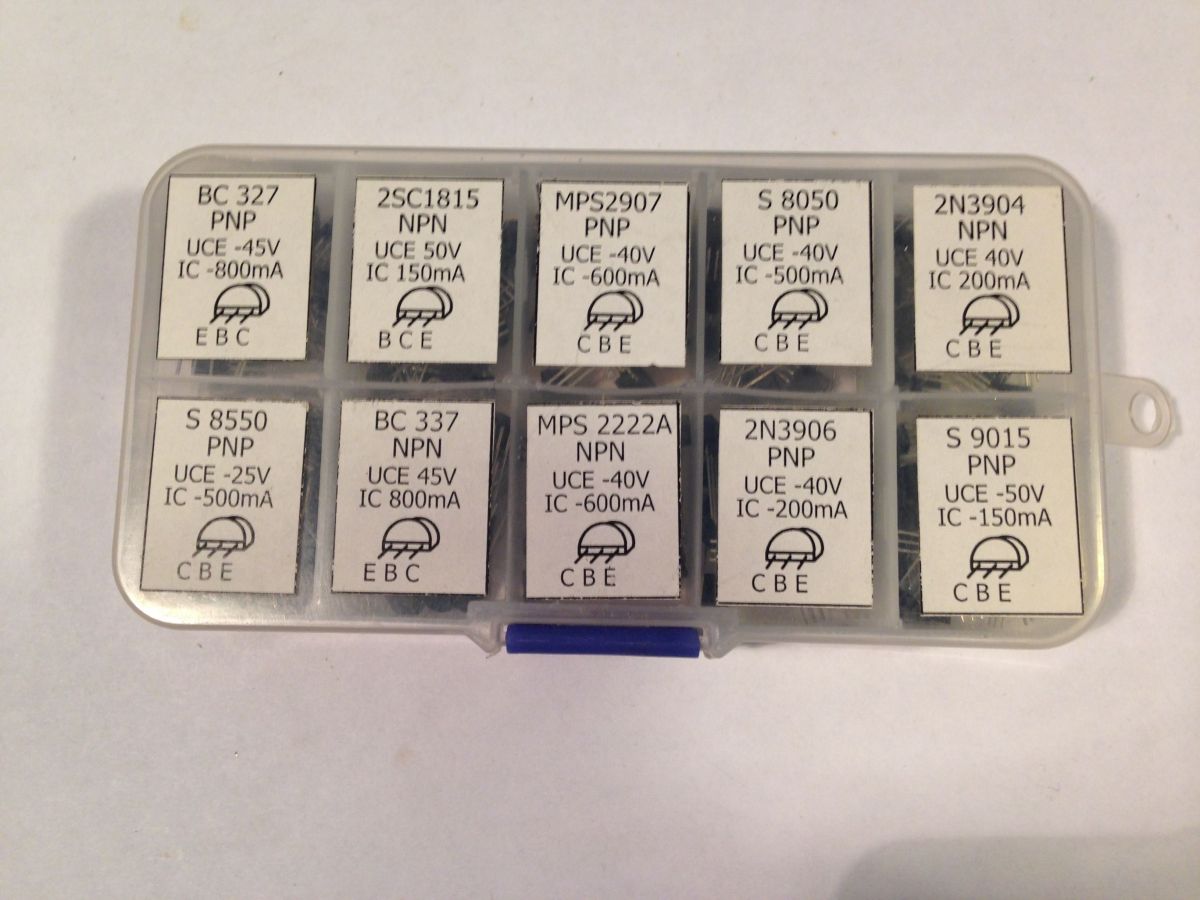 BC 327
PNP
UCE -45V
IC -800mA
E B C
2SC1815
NPN
UCE 50V
IC 150mA
B C E
MPS2907
PNP
UCE -40V
IC -600mA
C B E
S 8050
PNP
UCE -40V
IC -500mA
C B E
2N3904
NPN
UCE 40V
IC 200mA
C B E
S 8550
PNP
UCE -25V
IC -500mA
C B E
BC 337
NPN
UCE 45V
IC 800mA
E B C
MPS 2222A
NPN
UCE -40V
IC -600mA
C B E
2N3906
PNP
UCE -40V
IC -200mA
C B E
S 9015
PNP
UCE -50V
IC -150mA
C B E